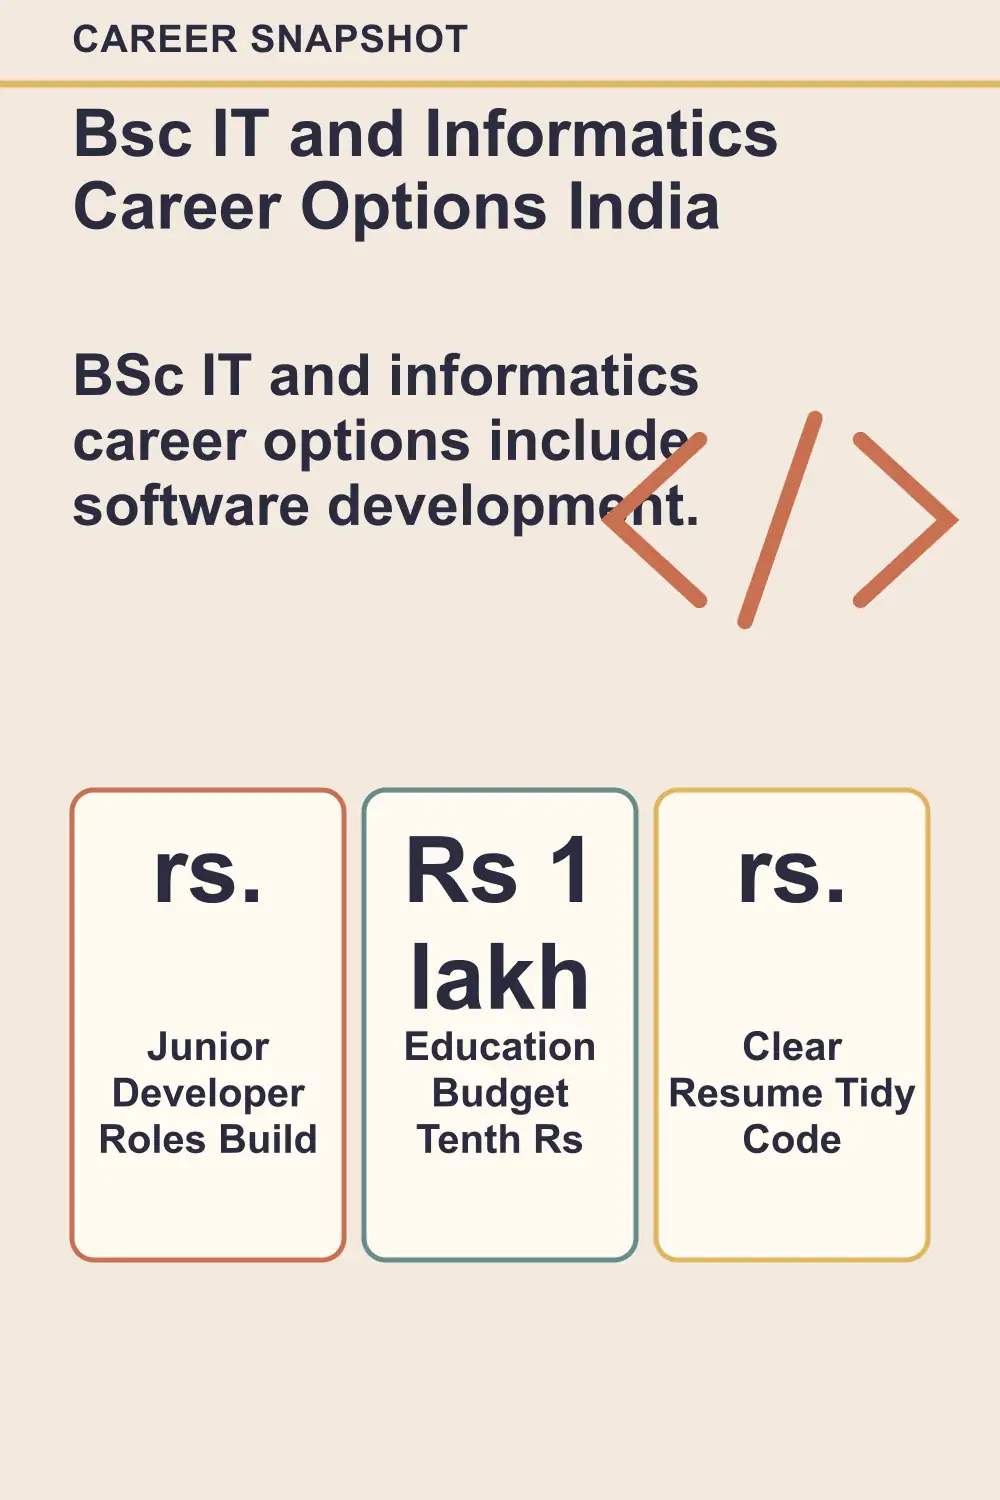 CAREER SNAPSHOT
Bsc IT and Informatics
Career Options India
BSc IT and informatics
career options include
software development.
rs.
Junior
Developer
Roles Build
Rs 1
lakh
Education
Budget
Tenth Rs
rs.
Clear
Resume Tidy
Code